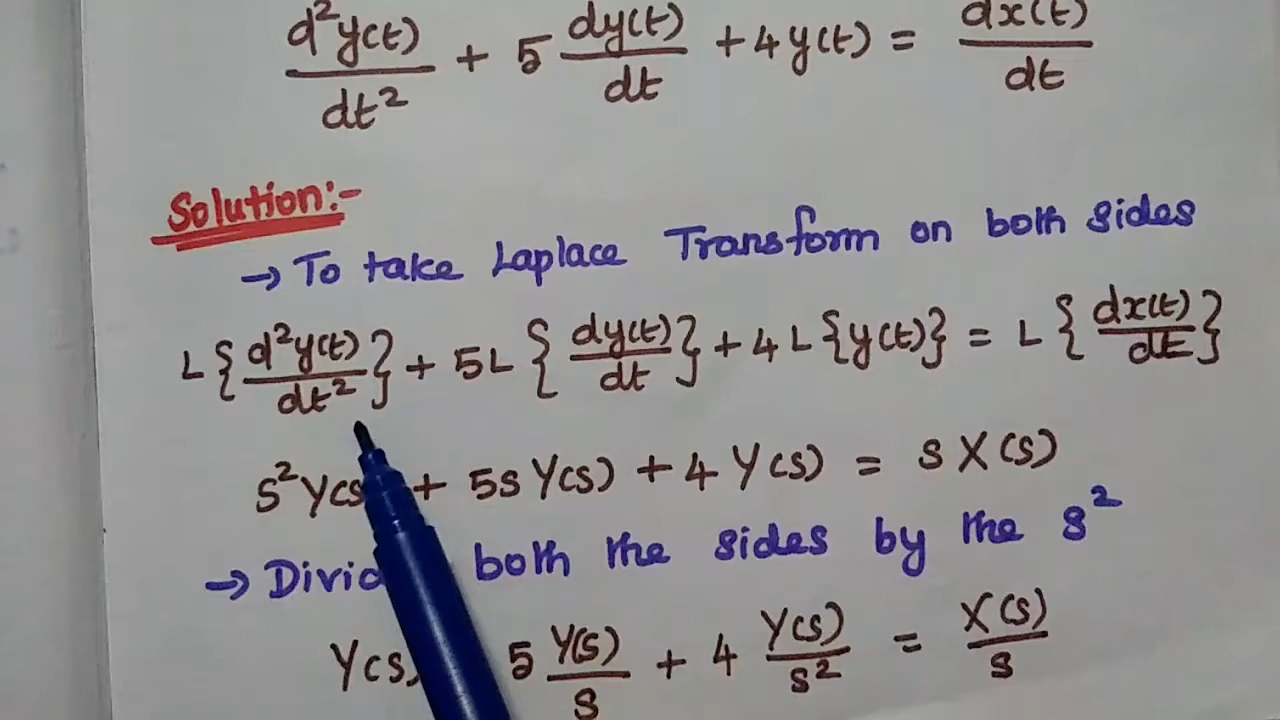 d²y(t)/dt² + 5 dy(t)/dt + 4y(t) = dx(t)/dt
Solution:-
→ To take Laplace Transform on both sides
L{d²y(t)/dt²} + 5L{dy(t)/dt} + 4L{y(t)} = L{dx(t)/dt}
s²Y(s + 5sY(s) + 4Y(s) = sX(s)
→ both the sides by the s²
Y(s) 5 Y(s)/s + 4 Y(s)/s² = X(s)/s